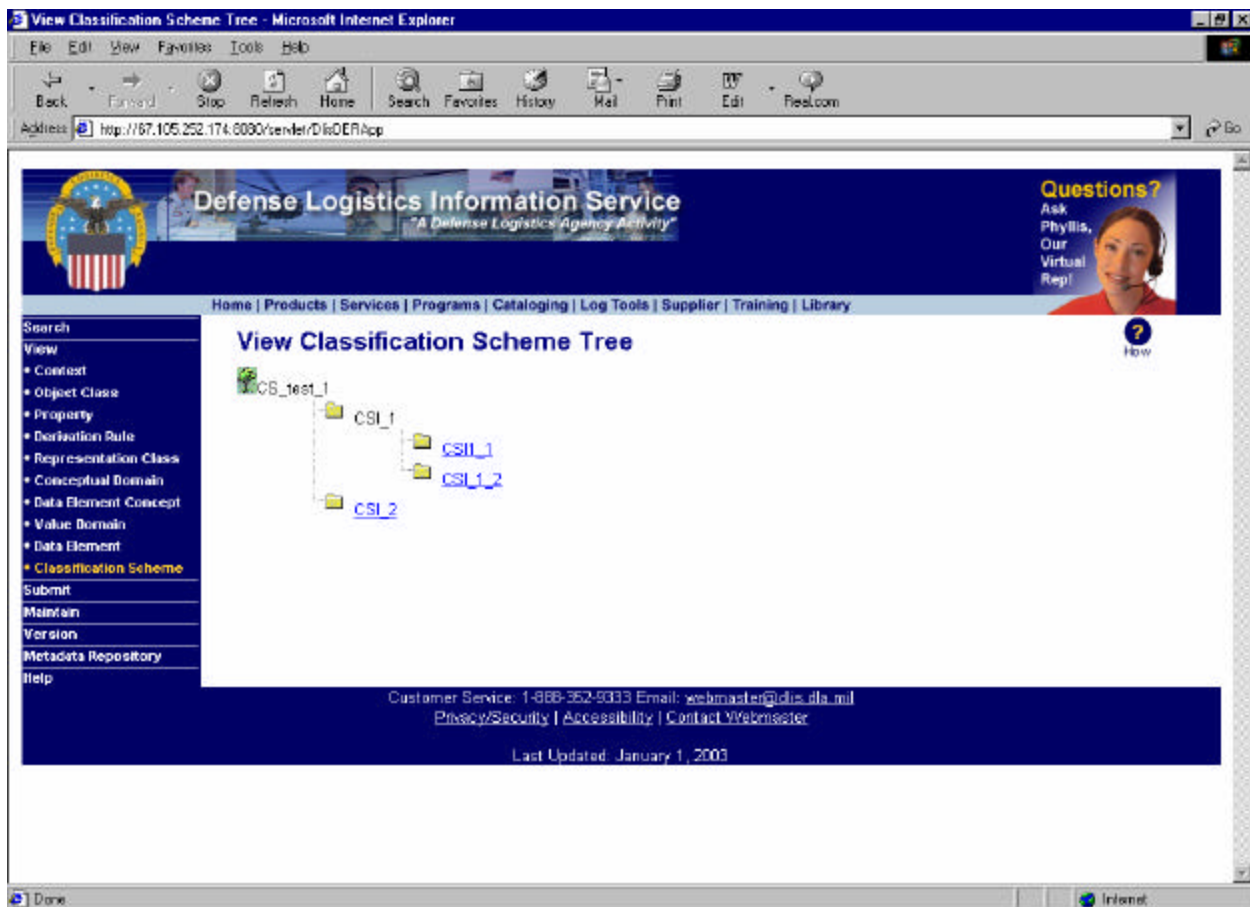 View Classification Scheme Tree - Microsoft Internet Explorer
File Edit View Favorites Tools Help
Back Forward Stop Refresh Home Search Favorites History Mail Print Edit Real.com
Address http://67.105.252.174:8080/servlet/DlisDERApp Go
Defense Logistics Information Service
"A Defense Logistics Agency Activity"
Questions?
Ask
Phyllis,
Our
Virtual
Rep!
Home | Products | Services | Programs | Cataloging | Log Tools | Supplier | Training | Library
Search
View
• Context
• Object Class
• Property
• Derivation Rule
• Representation Class
• Conceptual Domain
• Data Element Concept
• Value Domain
• Data Element
• Classification Scheme
Submit
Maintain
Version
Metadata Repository
Help
View Classification Scheme Tree
? How
CS_test_1
CSI_1
CSI1_1
CSI_1_2
CSI_2
Customer Service: 1-888-352-9333 Email: webmaster@dlis.dla.mil
Privacy/Security | Accessibility | Contact Webmaster
Last Updated: January 1, 2003
Done Internet